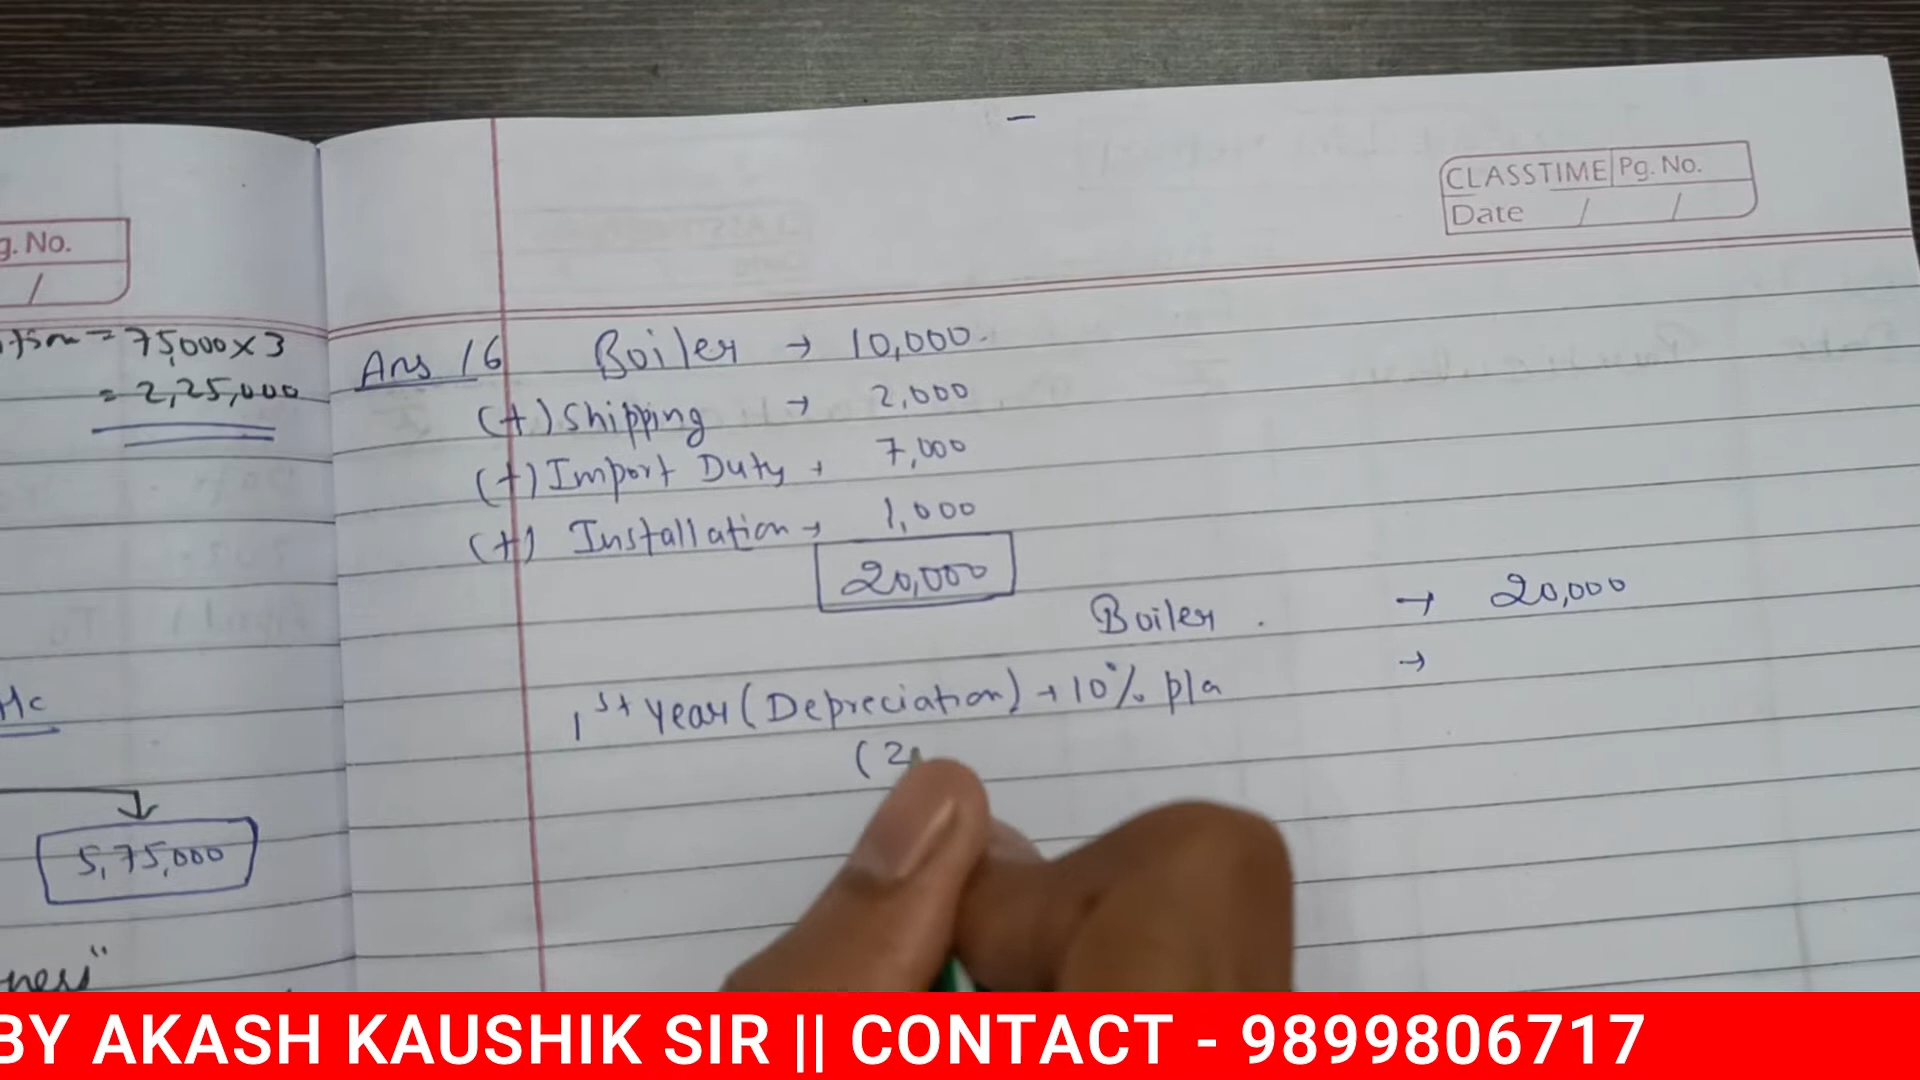 g. No.
/
= 75,000 x 3
= 2,25,000
5,75,000
CLASSTIME Pg. No.
Date / /
Ans 16 Boiler → 10,000
(+) Shipping → 2,000
(+) Import Duty → 7,000
(+) Installation → 1,000
20,000
Boiler. → 20,000
1st year (Depreciation) → 10% p/a →
(2
BY AKASH KAUSHIK SIR || CONTACT - 9899806717